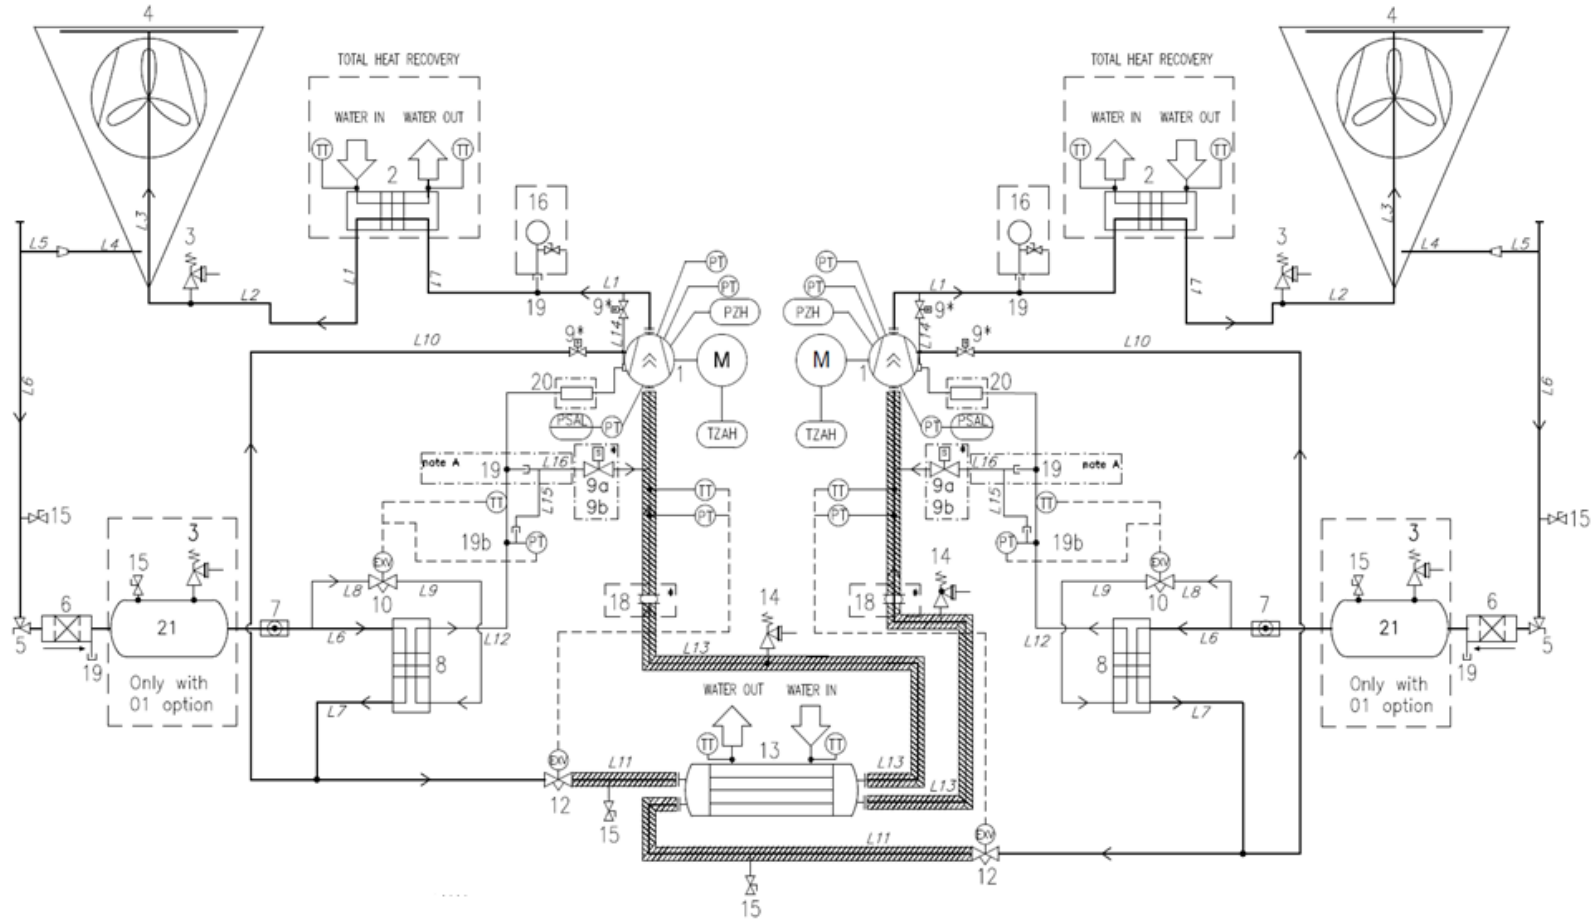 4
4
TOTAL HEAT RECOVERY
TOTAL HEAT RECOVERY
WATER IN WATER OUT
WATER IN WATER OUT
TT TT
TT TT
2
2
16
16
L3
L3
L5 L4
3
3
L4 L5
L1
L1
L1
L1
L2
L1
19
9*
PT
PT
PZH
PT
PT
PZH
L1
19
9*
L2
L14
L14
L10
9*
1
M
M
1
9*
L10
L6
L6
20
20
PSAL
PT
TZAH
TZAH
PT
PSAL
note A
19
L16
*
S
9a
9b
L15
*
S
9a
9b
L16
19
note A
L15
TT
TT
PT
TT
PT
TT
15
15
19b
PT
PT
19b
3
15
EXV
L8
L9
10
14
14
EXV
L9
L8
10
3
15
6
21
7
18
*
18
*
7
21
6
5
19
L6
L12
L13
L12
L6
5
19
8
8
Only with
01 option
Only with
01 option
L7
L7
WATER OUT WATER IN
TT
13
TT
L11
L13
L13
EXV
12
15
L11
EXV
12
15